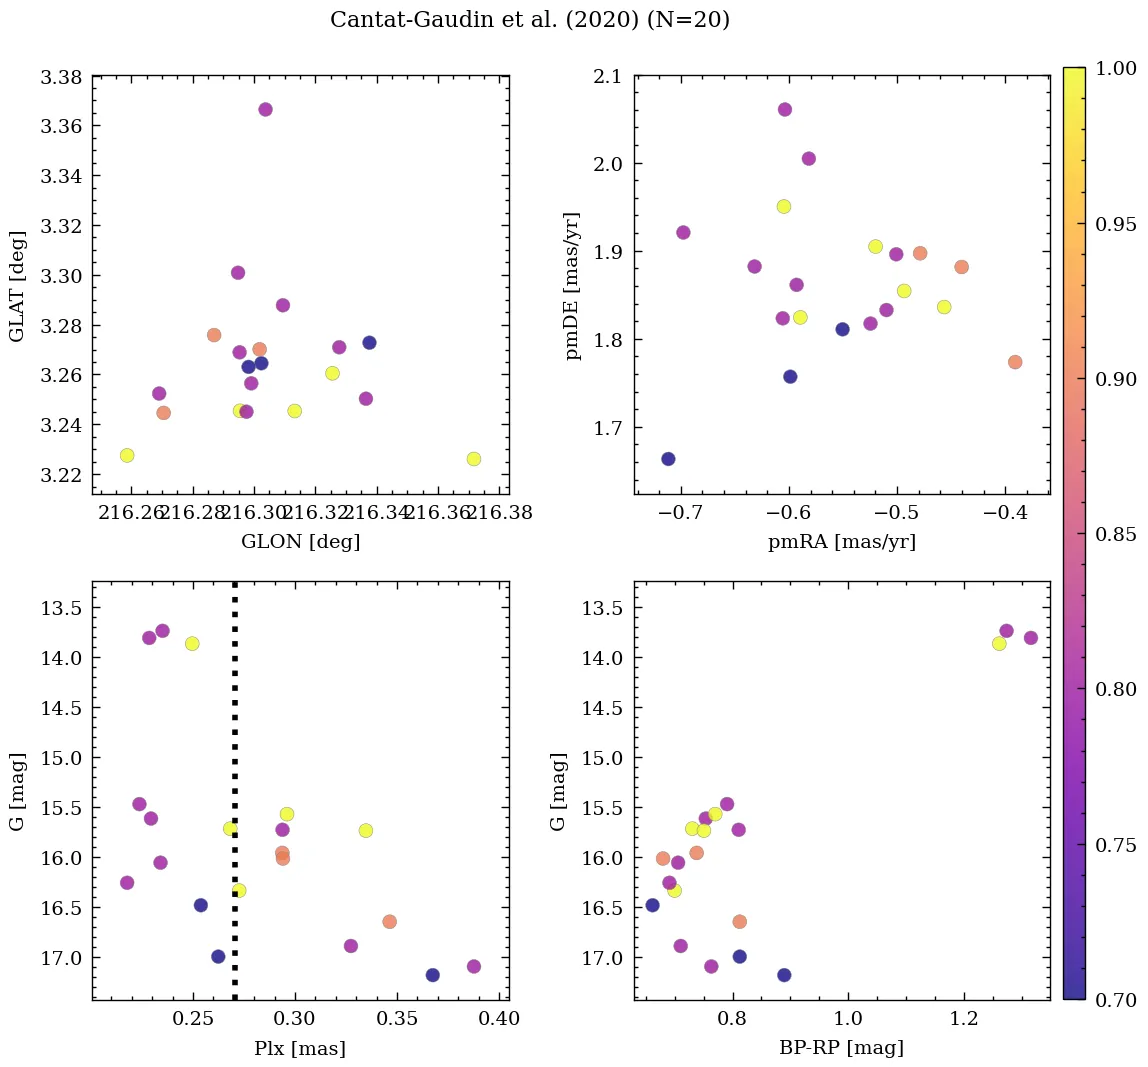 Cantat-Gaudin et al. (2020) (N=20)
3.38
3.36
3.34
3.32
3.30
3.28
3.26
3.24
3.22
GLAT [deg]
216.26 216.28 216.30 216.32 216.34 216.36 216.38
GLON [deg]
2.1
2.0
1.9
1.8
1.7
pmDE [mas/yr]
−0.7 −0.6 −0.5 −0.4
pmRA [mas/yr]
13.5
14.0
14.5
15.0
15.5
16.0
16.5
17.0
G [mag]
0.25 0.30 0.35 0.40
Plx [mas]
13.5
14.0
14.5
15.0
15.5
16.0
16.5
17.0
G [mag]
0.8 1.0 1.2
BP-RP [mag]
1.00
0.95
0.90
0.85
0.80
0.75
0.70